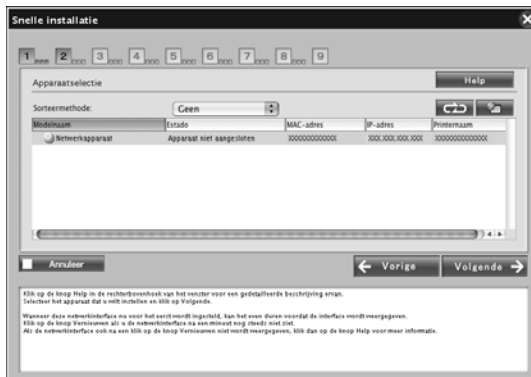 Snelle installatie
1 2 3 4 5 6 7 8 9
Apparaatselectie Help
Sorteermethode: Geen
Modelnaam Estado MAC-adres IP-adres Printernaam
Netwerkapparaat Apparaat niet aangesloten XXXXXXXXXXXX XXX.XXX.XXX.XXX XXXXXXXXXXXX
Annuleer Vorige Volgende
Klik op de knop Help in de rechterbovenhoek van het venster voor een gedetailleerde beschrijving ervan.
Selecteer het apparaat dat u wilt instellen en klik op Volgende.
Wanneer deze netwerkinterface nu voor het eerst wordt ingesteld, kan het even duren voordat de interface wordt weergegeven.
Klik op de knop Vernieuwen als u de netwerkinterface na een minuut nog steeds niet ziet.
Als de netwerkinterface ook na een klik op de knop Vernieuwen niet wordt weergegeven, klik dan op de knop Help voor meer informatie.